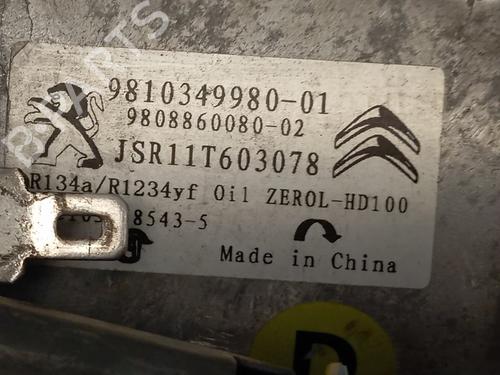 9810349980-01
9808860080-02
JSR11T603078
R134a/R1234yf Oil ZEROL-HD100
8543-5
Made in China